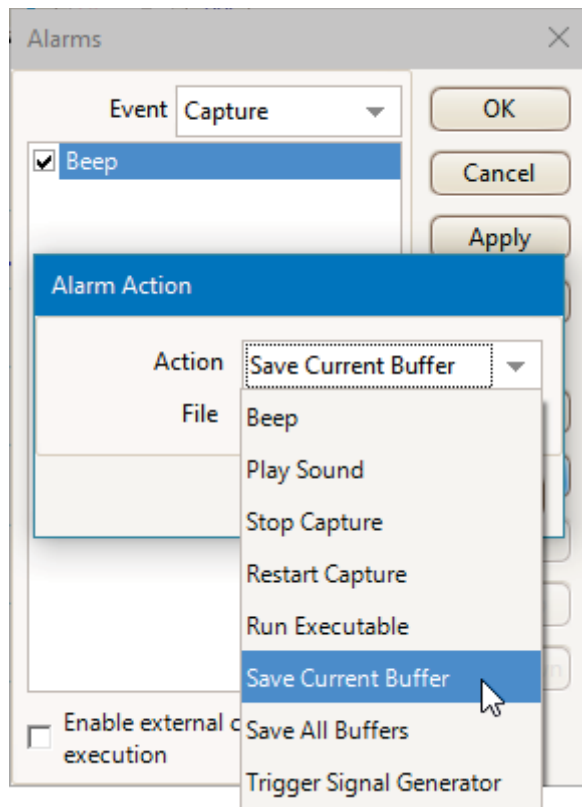 Alarms
Event Capture
OK
Beep
Cancel
Apply
Alarm Action
Action Save Current Buffer
File
Beep
Play Sound
Stop Capture
Restart Capture
Run Executable
Save Current Buffer
Save All Buffers
Trigger Signal Generator
Enable external
execution